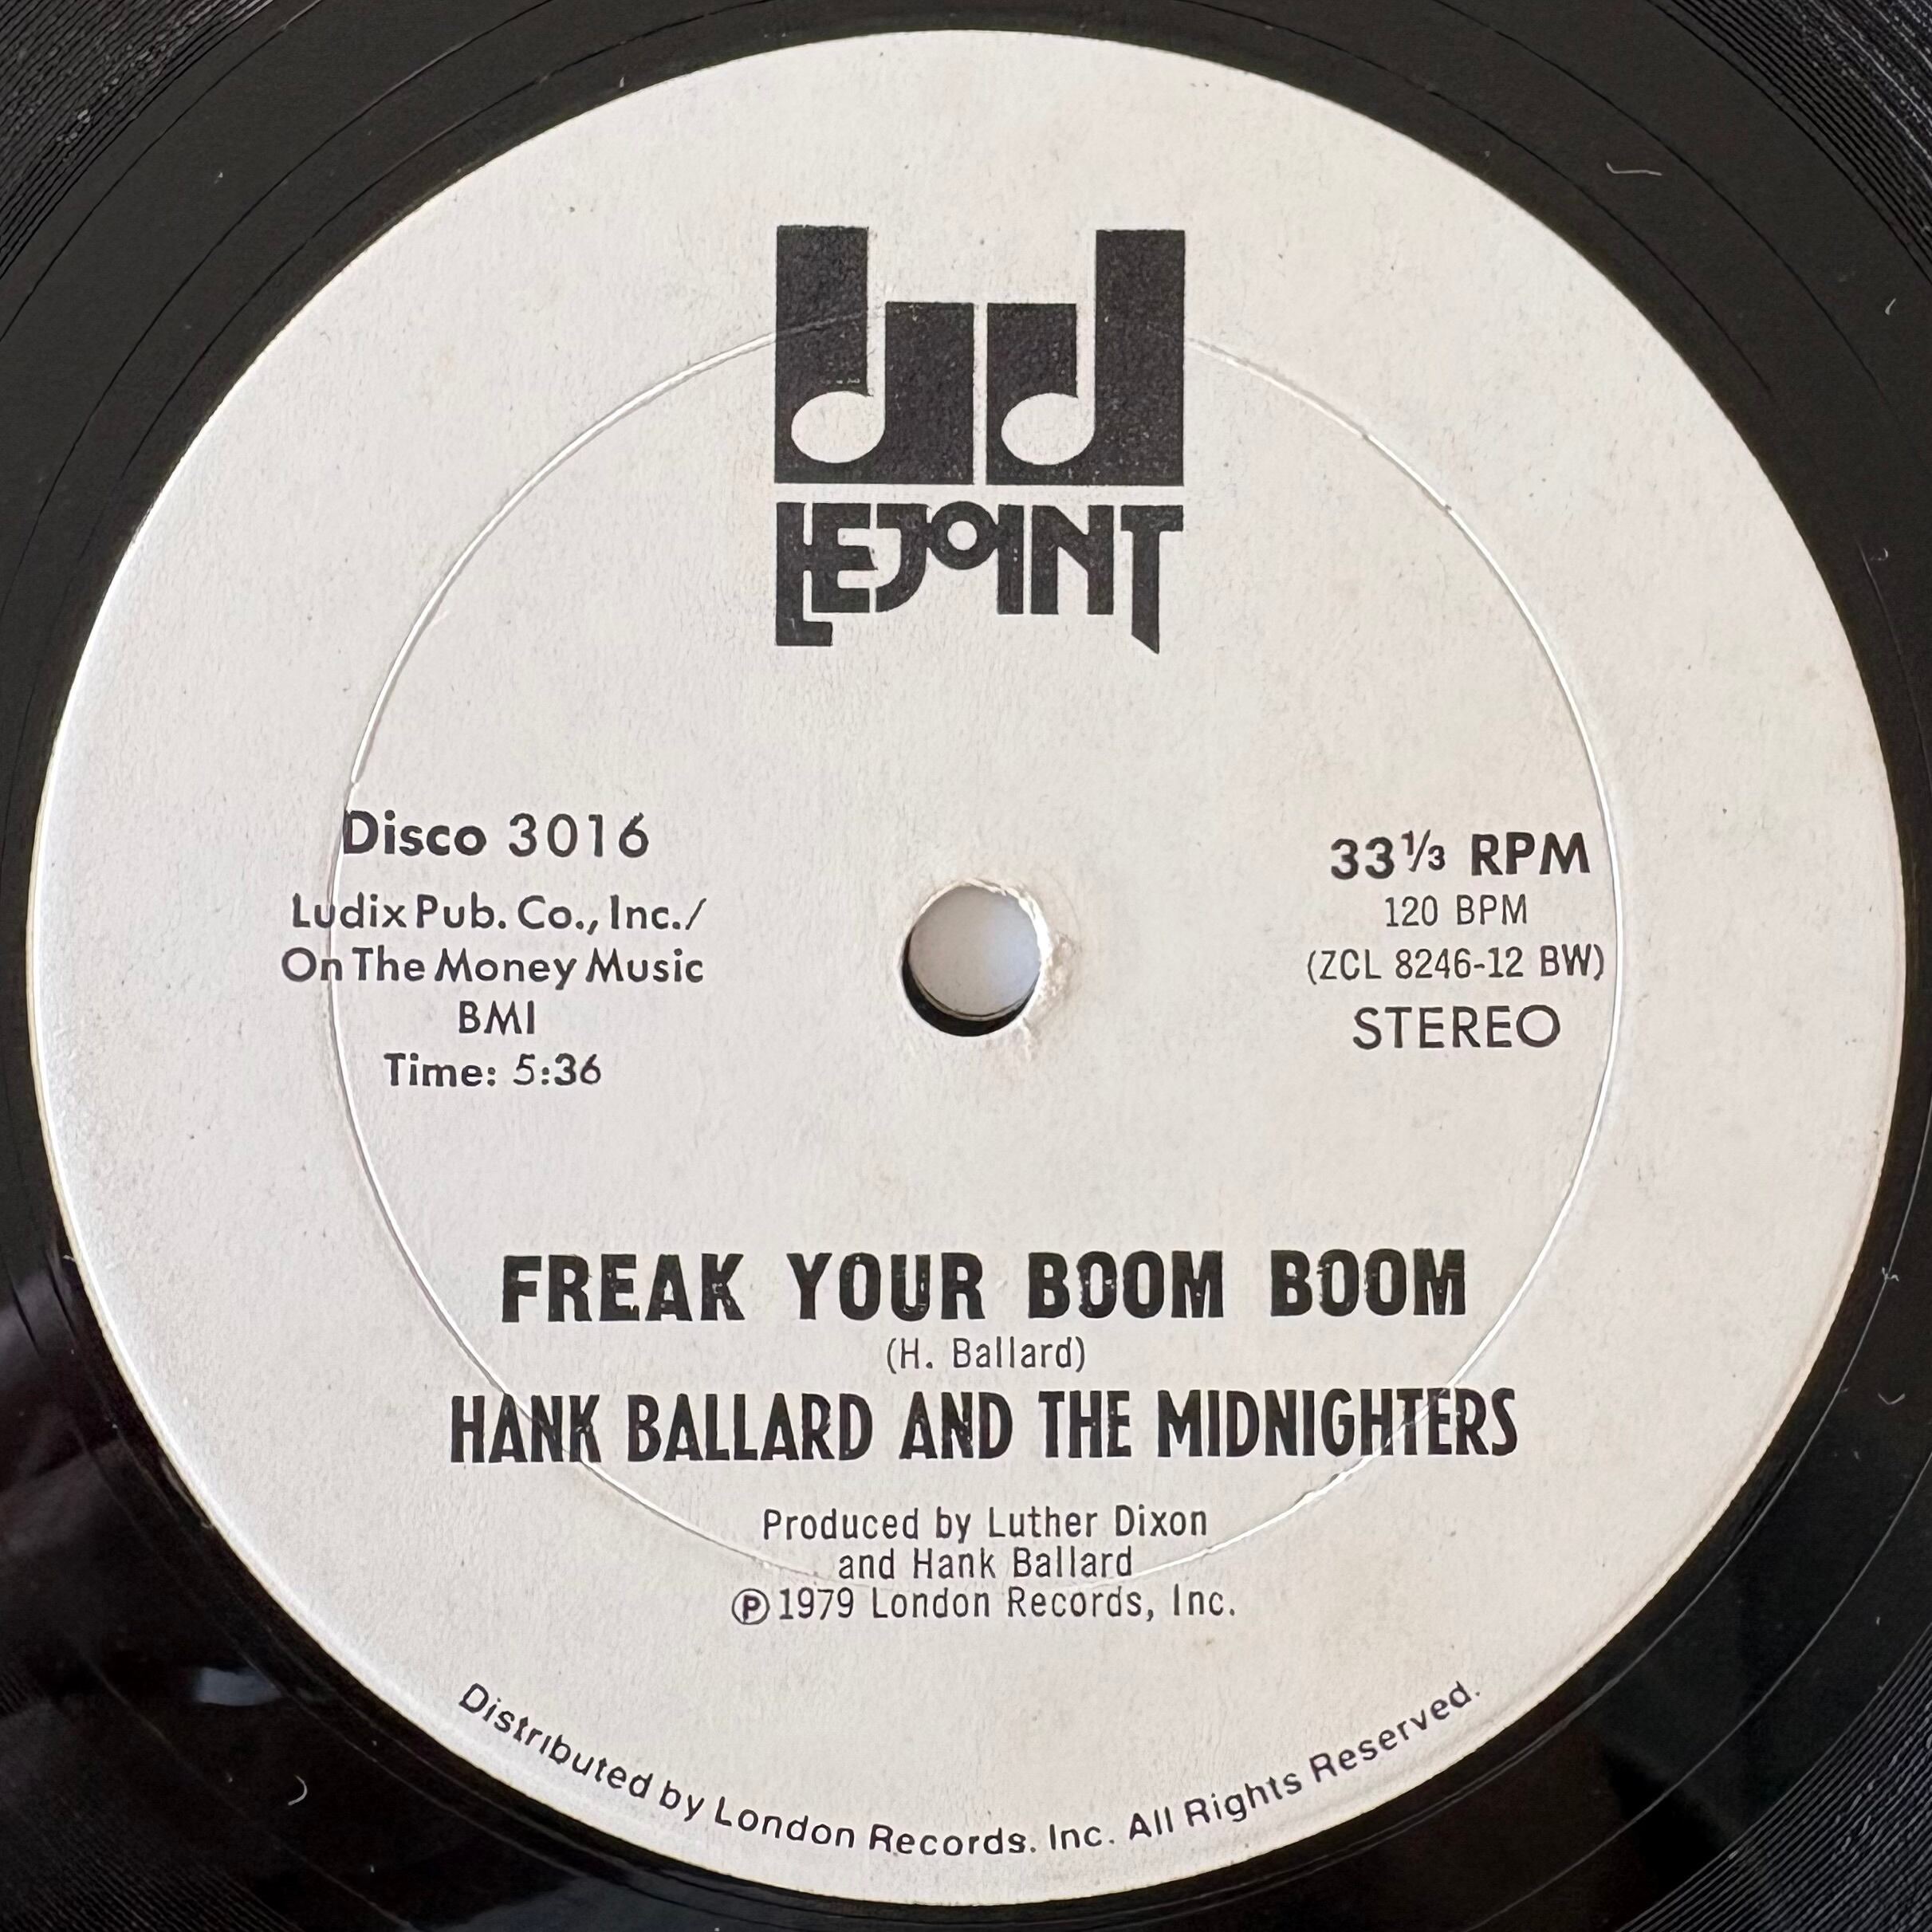 LEJOINT
Disco 3016
Ludix Pub. Co., Inc./
On The Money Music
BMI
Time: 5:36
33⅓ RPM
120 BPM
(ZCL 8246-12 BW)
STEREO
FREAK YOUR BOOM BOOM
(H. Ballard)
HANK BALLARD AND THE MIDNIGHTERS
Produced by Luther Dixon
and Hank Ballard
Ⓟ1979 London Records, Inc.
Distributed by London Records. Inc. All Rights Reserved.